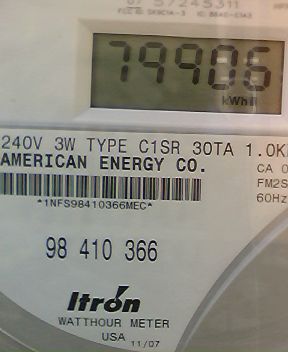 79906
kWh
240V 3W TYPE C1SR 30TA 1.0K
AMERICAN ENERGY CO.
CA 0
FM2S
60Hz
*1NFS98410366MEC*
98 410 366
Itron
WATTHOUR METER
USA 11/07